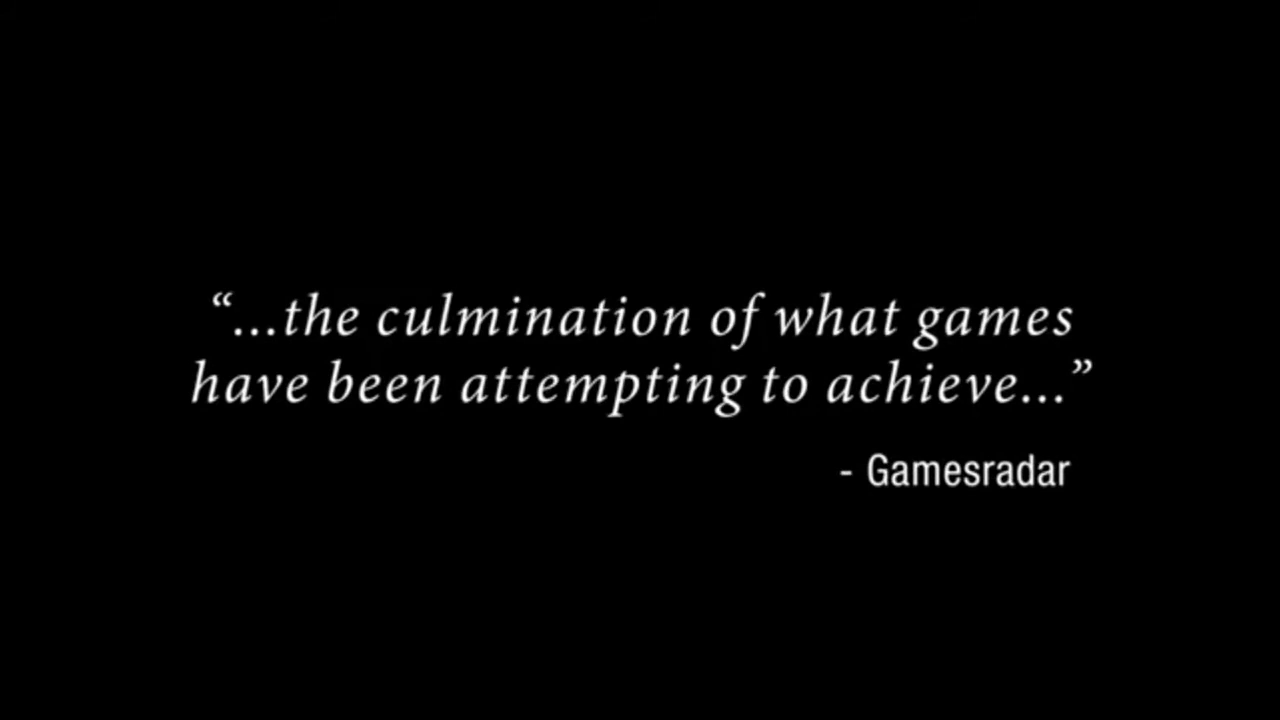 “...the culmination of what games
have been attempting to achieve...”
- Gamesradar